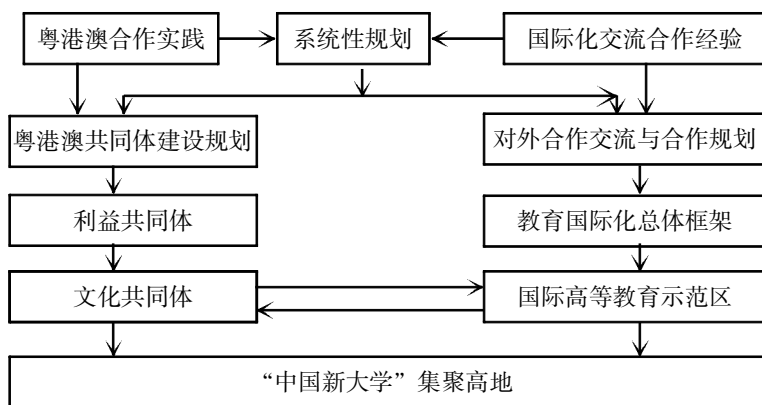 粤港澳合作实践
系统性规划
国际化交流合作经验
粤港澳共同体建设规划
对外合作交流与合作规划
利益共同体
教育国际化总体框架
文化共同体
国际高等教育示范区
“中国新大学”集聚高地